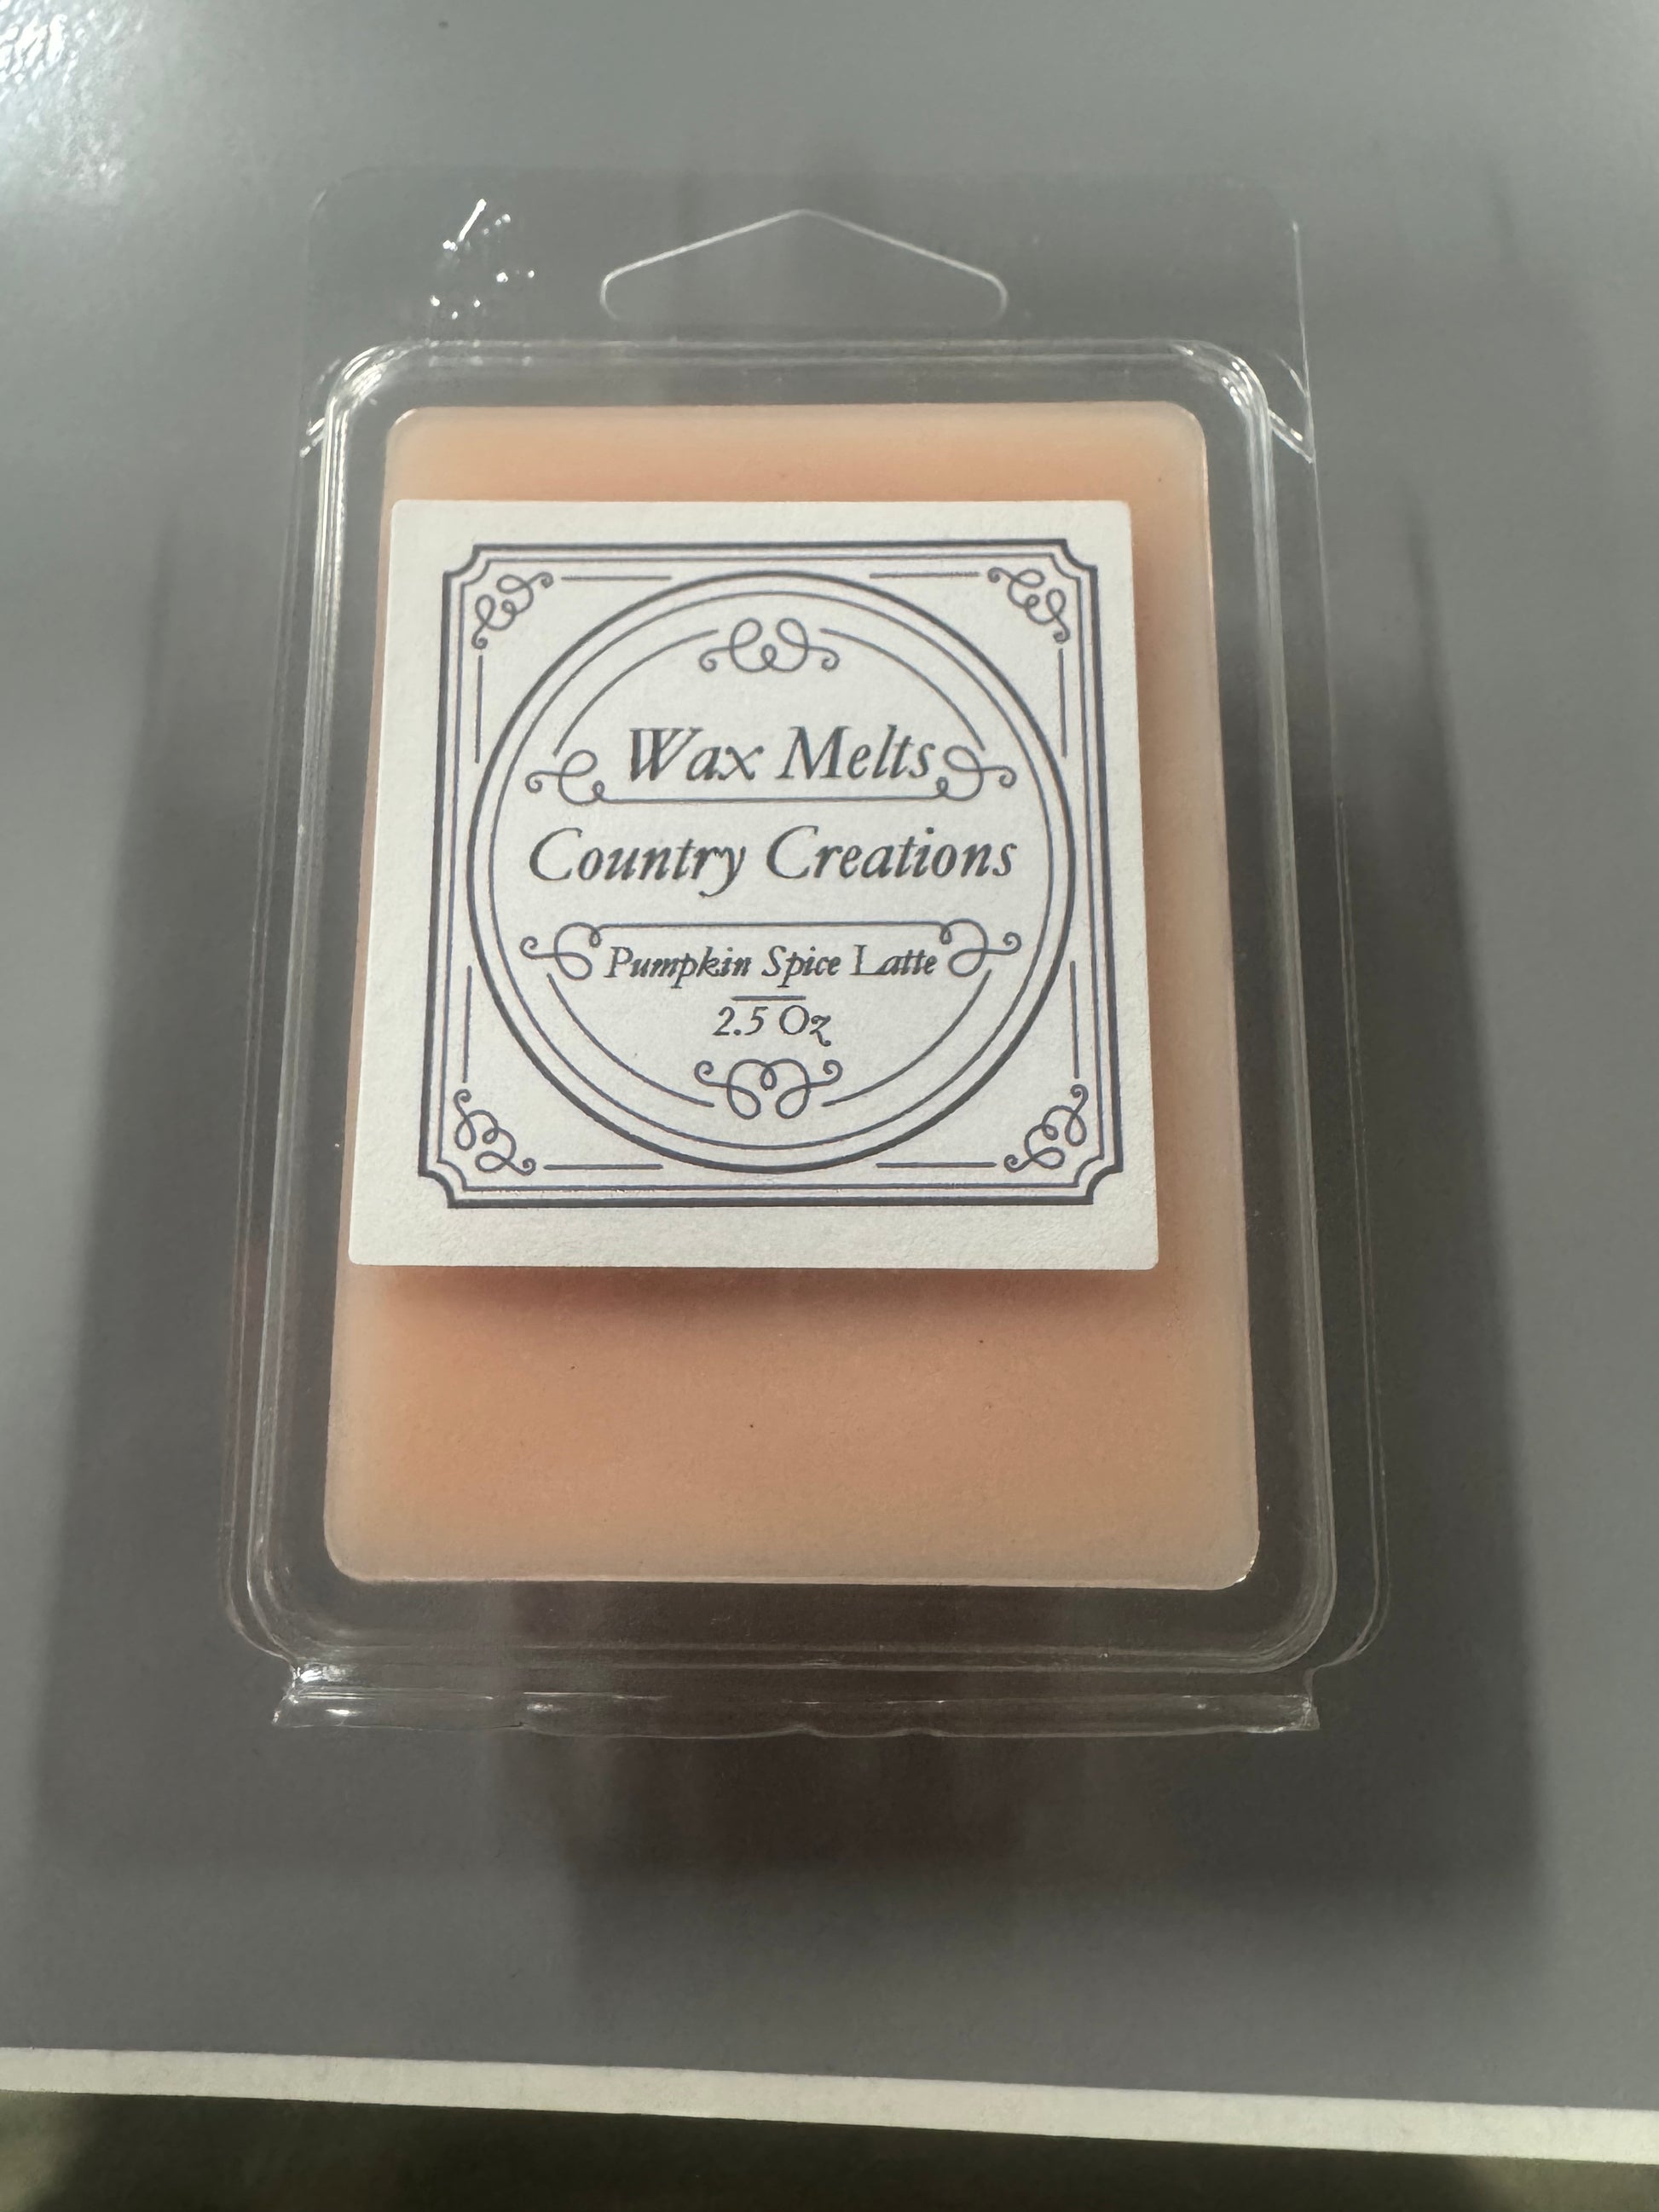 Wax Melts
Country Creations
Pumpkin Spice Latte
2.5 Oz